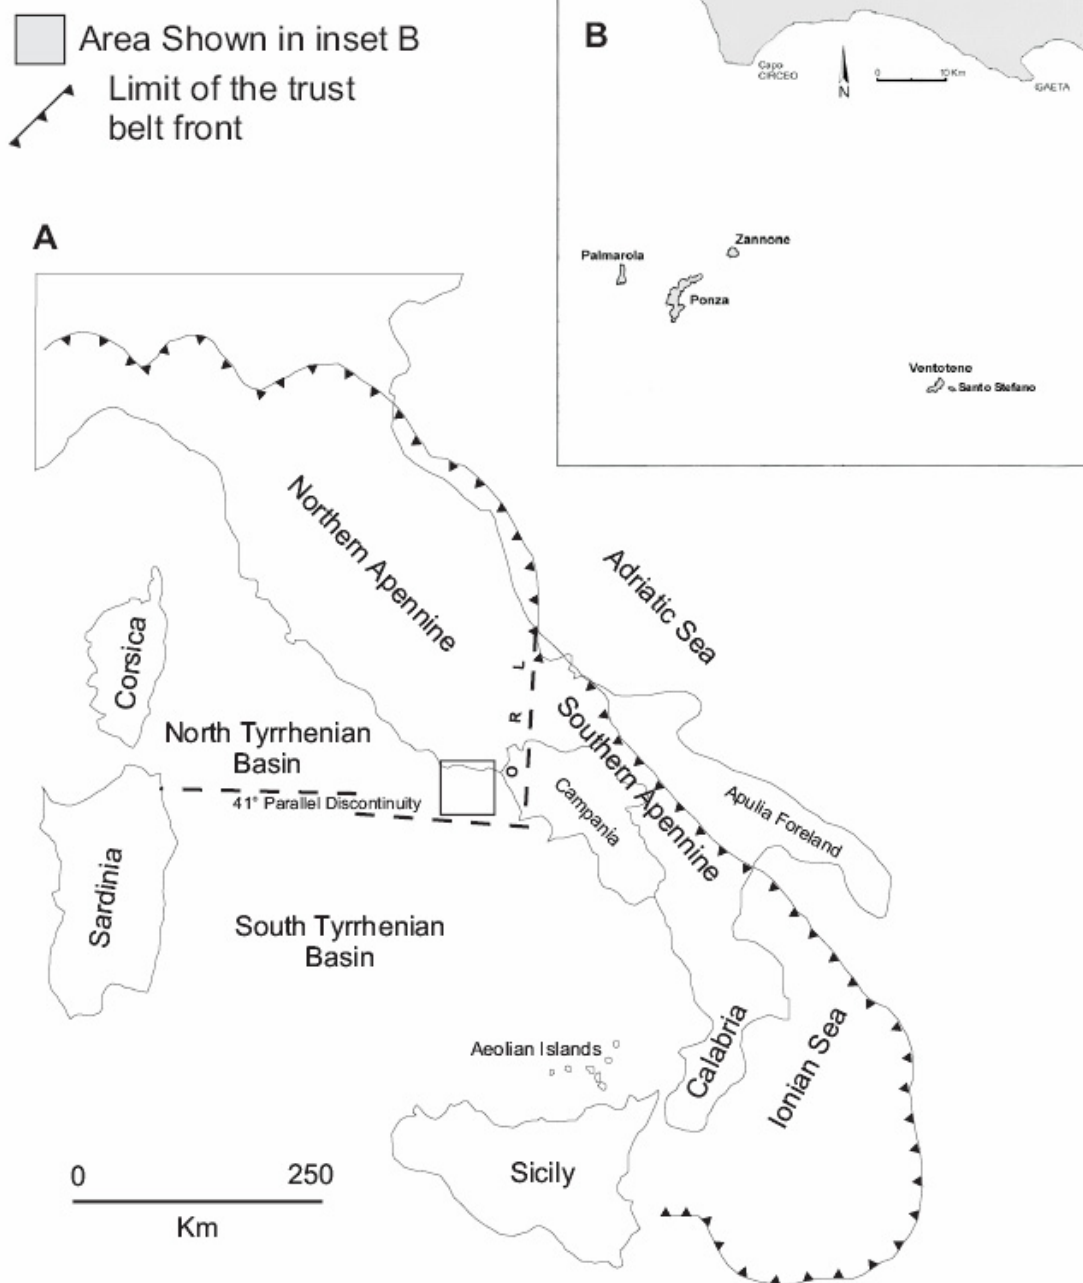 Area Shown in inset B
Limit of the trust
belt front
B
Capo
CIRCEO
N
0 10 Km
GAETA
Palmarola
Zannone
Ponza
Ventotene
Santo Stefano
A
Northern Apennine
Adriatic Sea
Corsica
North Tyrrhenian
Basin
41° Parallel Discontinuity
O R L
Southern Apennine
Campania
Apulia Foreland
Sardinia
South Tyrrhenian
Basin
Aeolian Islands
Calabria
Ionian Sea
Sicily
0 250
Km